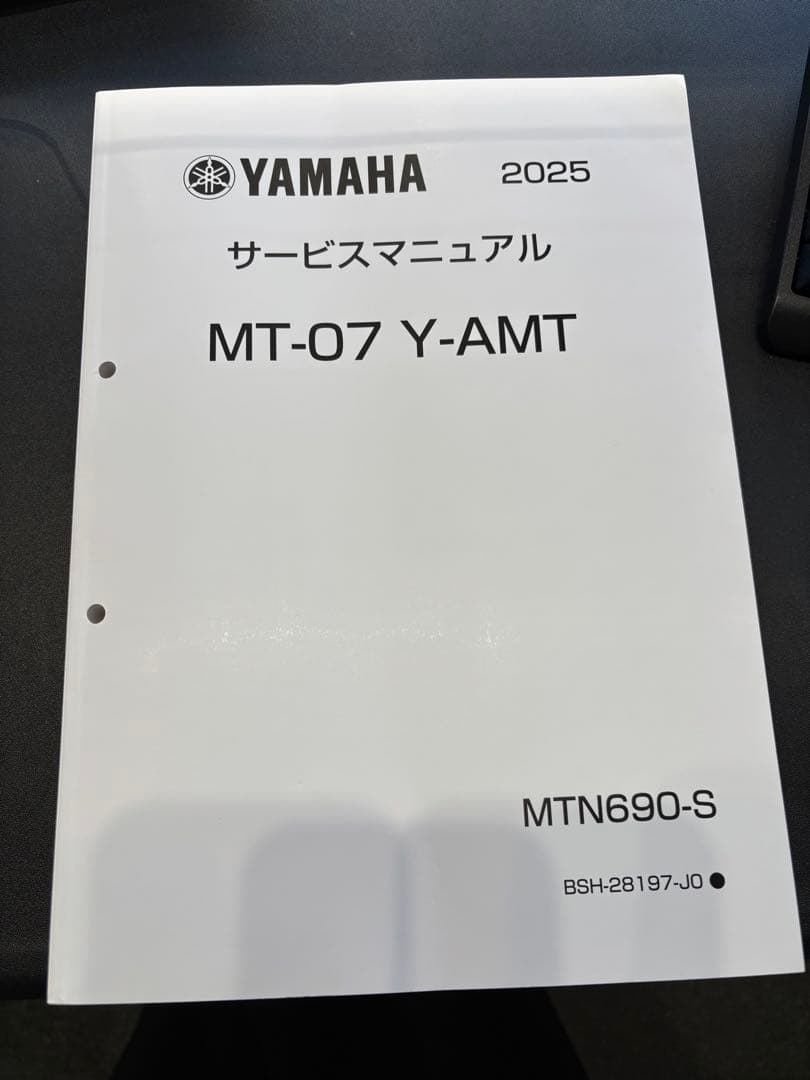 YAMAHA 2025
サービスマニュアル
MT-07 Y-AMT
MTN690-S
BSH-28197-J0 ●